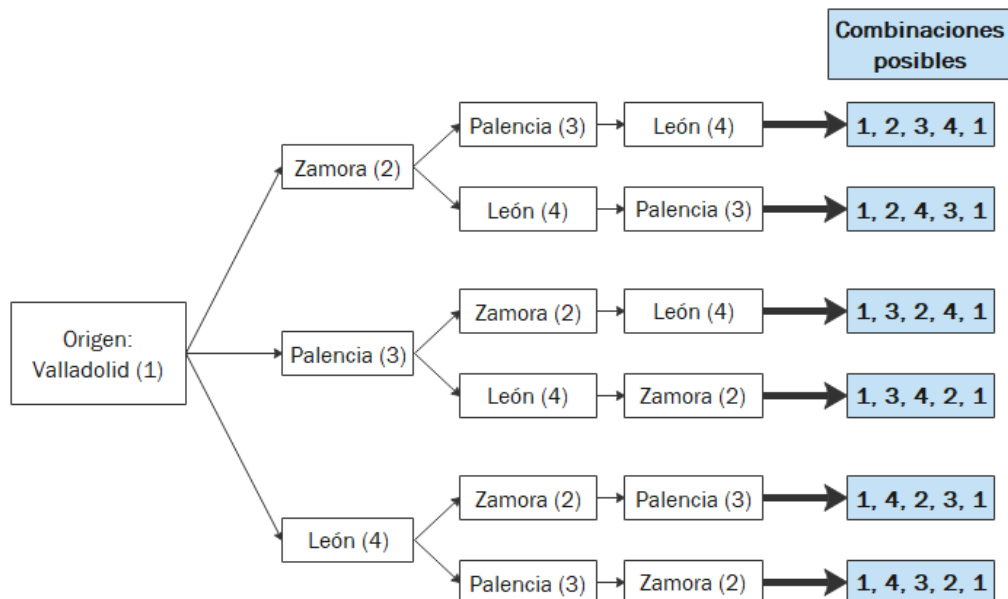 Combinaciones
posibles
Palencia (3)
León (4)
1, 2, 3, 4, 1
Zamora (2)
León (4)
Palencia (3)
1, 2, 4, 3, 1
Origen:
Valladolid (1)
Zamora (2)
León (4)
1, 3, 2, 4, 1
Palencia (3)
León (4)
Zamora (2)
1, 3, 4, 2, 1
Zamora (2)
Palencia (3)
1, 4, 2, 3, 1
León (4)
Palencia (3)
Zamora (2)
1, 4, 3, 2, 1